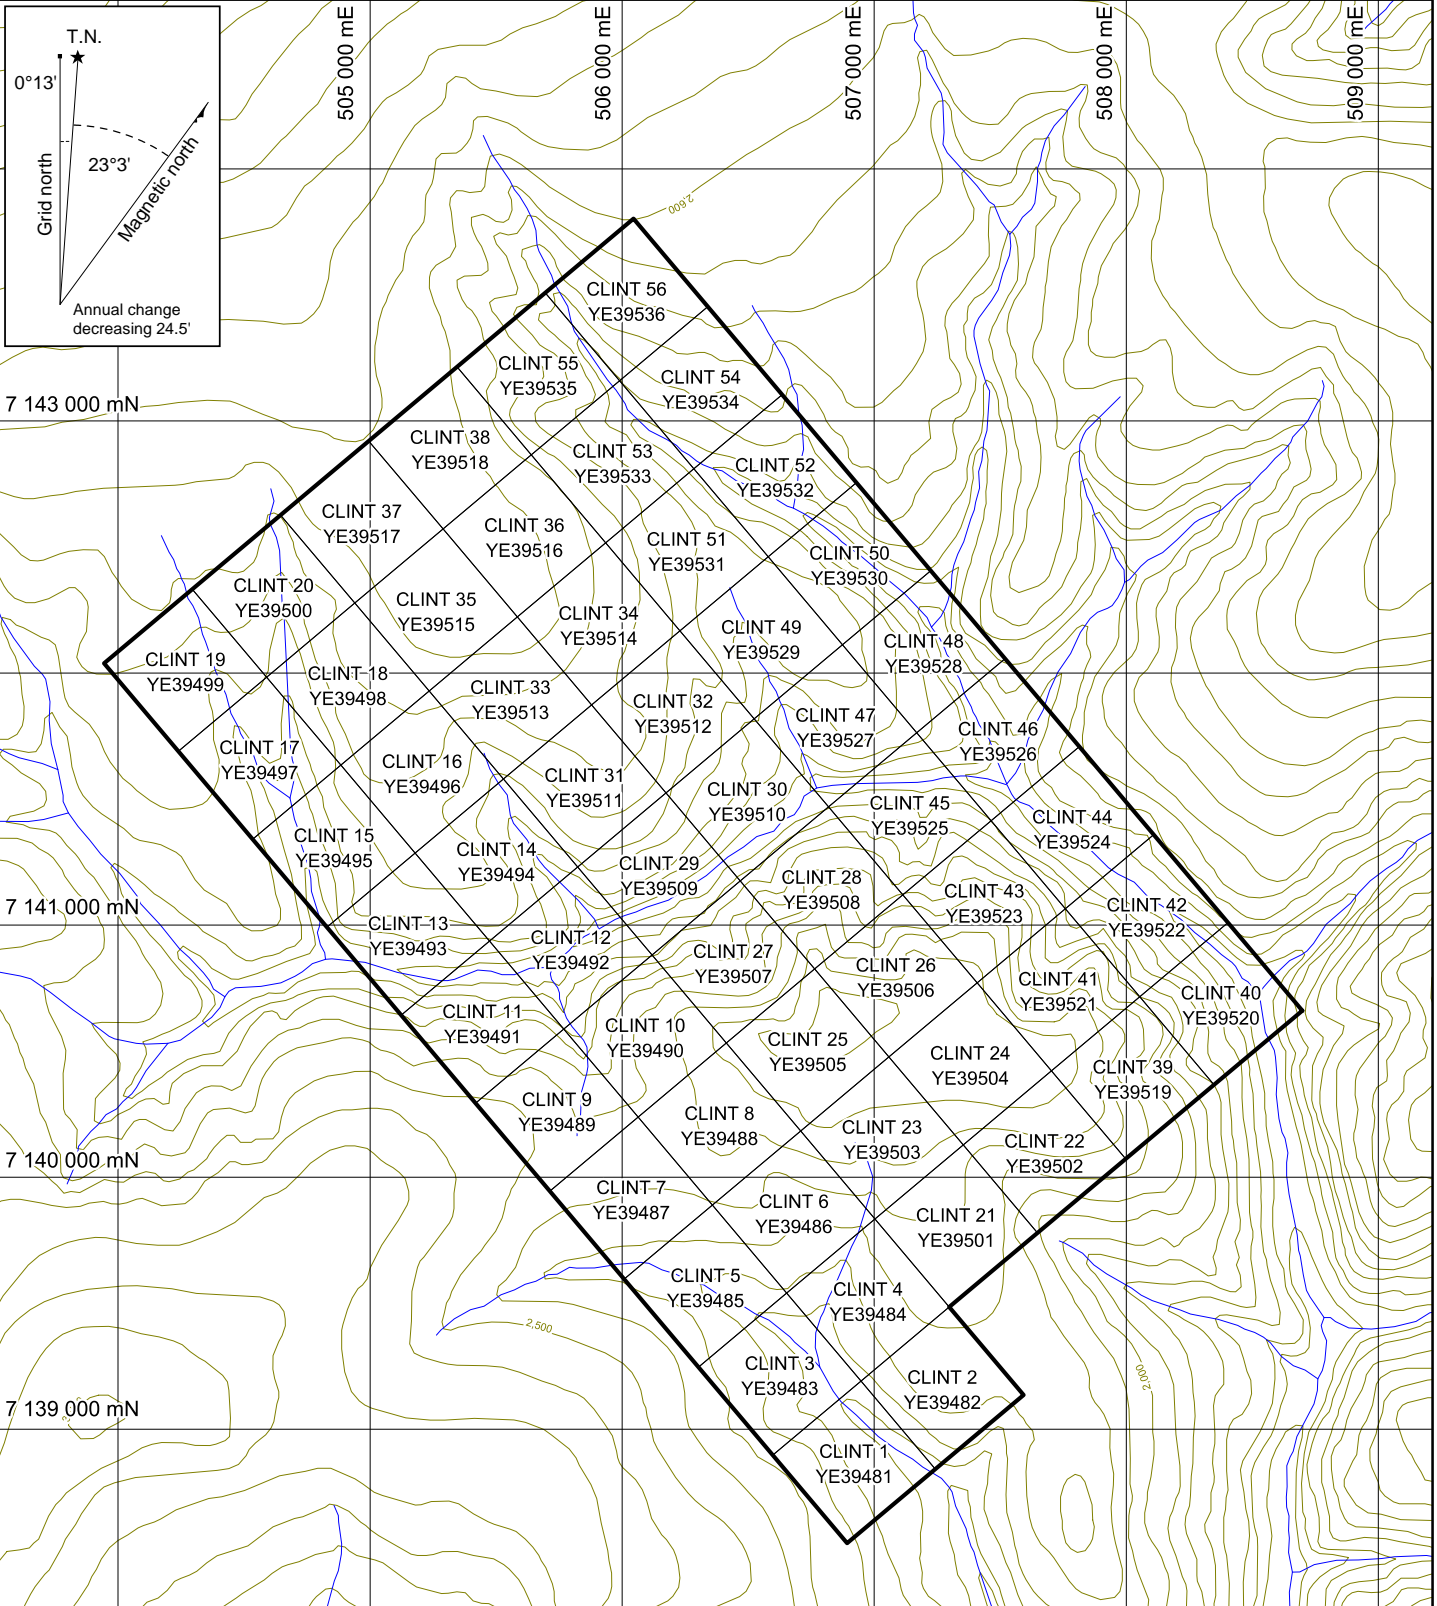 T.N.
0°13'
23°3'
Grid north
Magnetic north
Annual change
decreasing 24.5'
505 000 mE
506 000 mE
507 000 mE
508 000 mE
509 000 mE
2,600
7 143 000 mN
7 141 000 mN
7 140 000 mN
7 139 000 mN
CLINT 56
YE39536
CLINT 55
YE39535
CLINT 54
YE39534
CLINT 38
YE39518
CLINT 53
YE39533
CLINT 52
YE39532
CLINT 37
YE39517
CLINT 36
YE39516
CLINT 51
YE39531
CLINT 50
YE39530
CLINT 20
YE39500
CLINT 35
YE39515
CLINT 34
YE39514
CLINT 49
YE39529
CLINT 48
YE39528
CLINT 19
YE39499
CLINT 18
YE39498
CLINT 33
YE39513
CLINT 32
YE39512
CLINT 47
YE39527
CLINT 46
YE39526
CLINT 17
YE39497
CLINT 16
YE39496
CLINT 31
YE39511
CLINT 30
YE39510
CLINT 45
YE39525
CLINT 44
YE39524
CLINT 15
YE39495
CLINT 14
YE39494
CLINT 29
YE39509
CLINT 28
YE39508
CLINT 43
YE39523
CLINT 42
YE39522
CLINT 13
YE39493
CLINT 12
YE39492
CLINT 27
YE39507
CLINT 26
YE39506
CLINT 41
YE39521
CLINT 40
YE39520
CLINT 11
YE39491
CLINT 10
YE39490
CLINT 25
YE39505
CLINT 24
YE39504
CLINT 39
YE39519
CLINT 9
YE39489
CLINT 8
YE39488
CLINT 23
YE39503
CLINT 22
YE39502
CLINT 7
YE39487
CLINT 6
YE39486
CLINT 21
YE39501
CLINT 5
YE39485
CLINT 4
YE39484
2,500
CLINT 3
YE39483
CLINT 2
YE39482
2,000
CLINT 1
YE39481